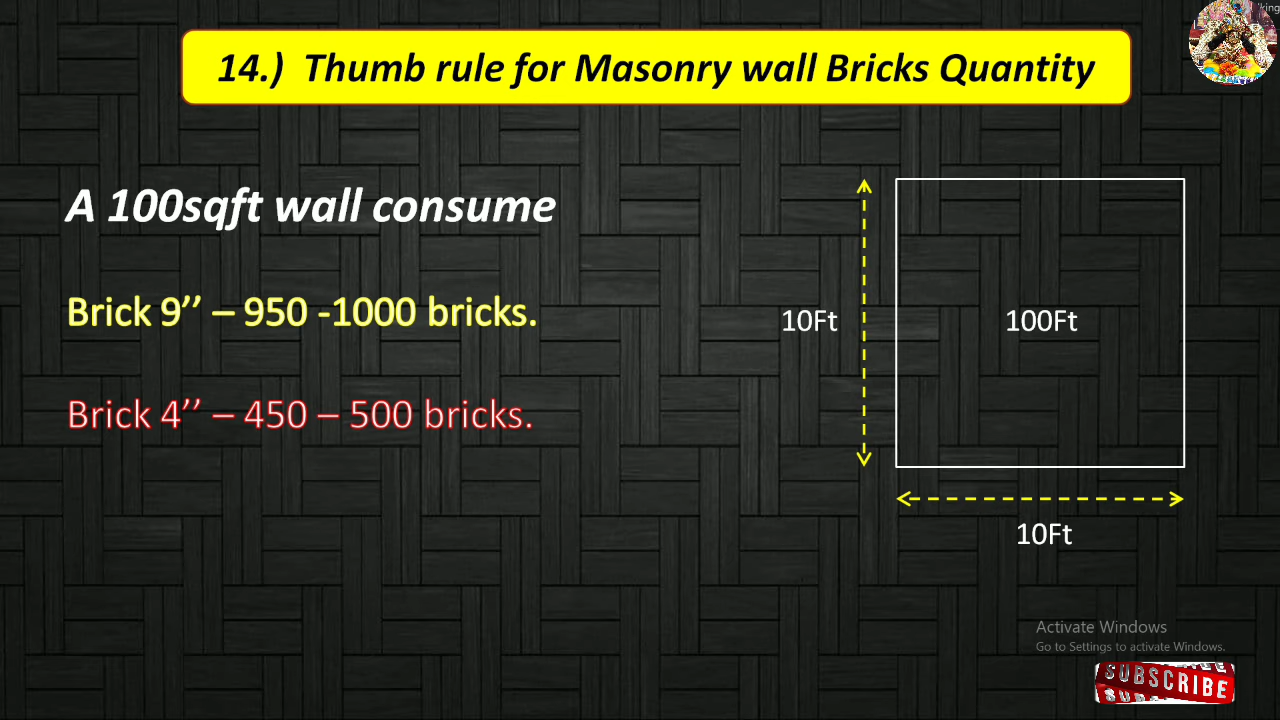 14.) Thumb rule for Masonry wall Bricks Quantity
A 100sqft wall consume
Brick 9’’ – 950 -1000 bricks.
Brick 4’’ – 450 – 500 bricks.
10Ft
100Ft
10Ft
Activate Windows
Go to Settings to activate Windows.
SUBSCRIBE